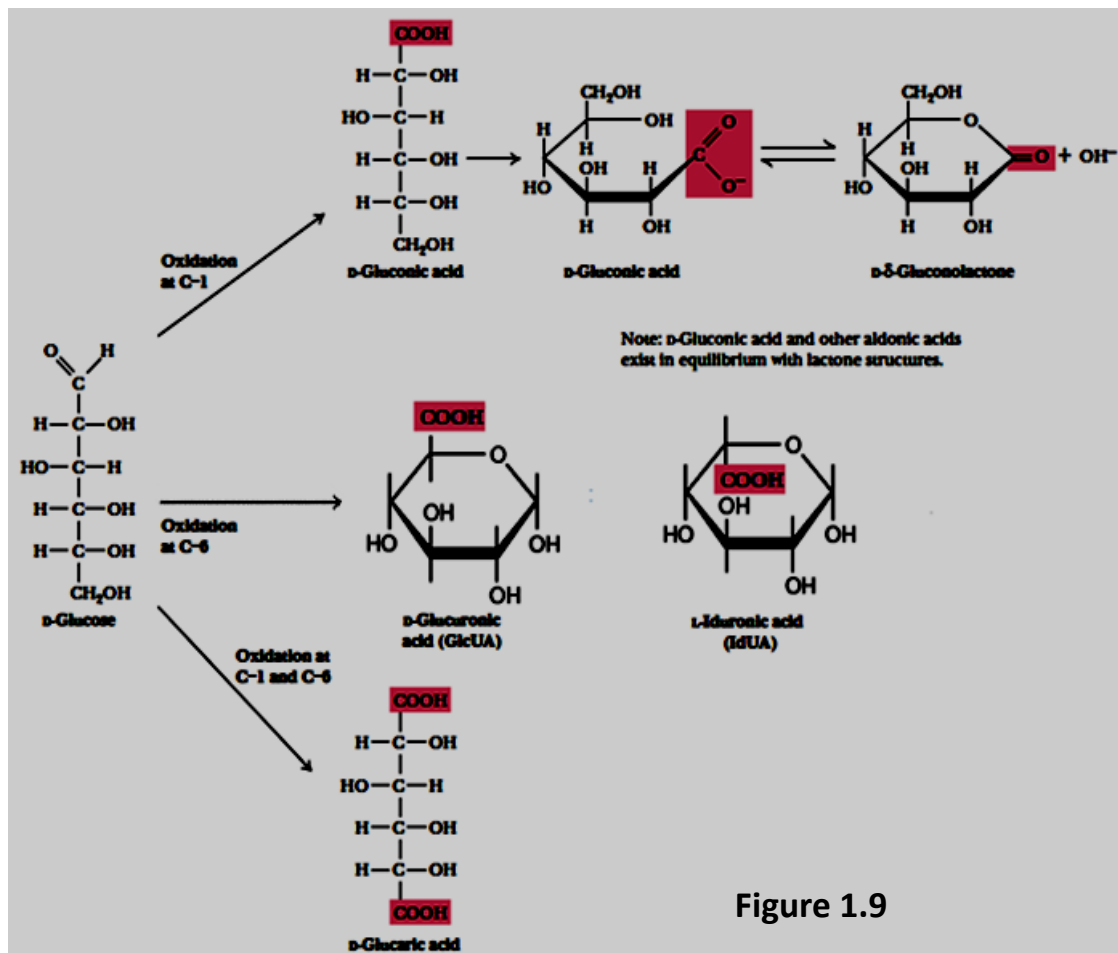 COOH
H—C—OH
HO—C—H
H—C—OH
H—C—OH
CH₂OH
D-Gluconic acid
CH₂OH
OH
H
H
OH
H
HO
H
OH
C
O
O⁻
D-Gluconic acid
CH₂OH
O
H
H
OH
H
HO
H
OH
C=O + OH⁻
D-δ-Gluconolactone
Oxidation
at C-1
Note: D-Gluconic acid and other aldonic acids
exist in equilibrium with lactone structures.
O
H
C
H—C—OH
HO—C—H
H—C—OH
H—C—OH
CH₂OH
D-Glucose
Oxidation
at C-6
COOH
O
OH
HO
OH
OH
D-Glucuronic
acid (GlcUA)
O
COOH
OH
HO
OH
OH
L-Iduronic acid
(IdUA)
Oxidation at
C-1 and C-6
COOH
H—C—OH
HO—C—H
H—C—OH
H—C—OH
COOH
D-Glucaric acid
Figure 1.9